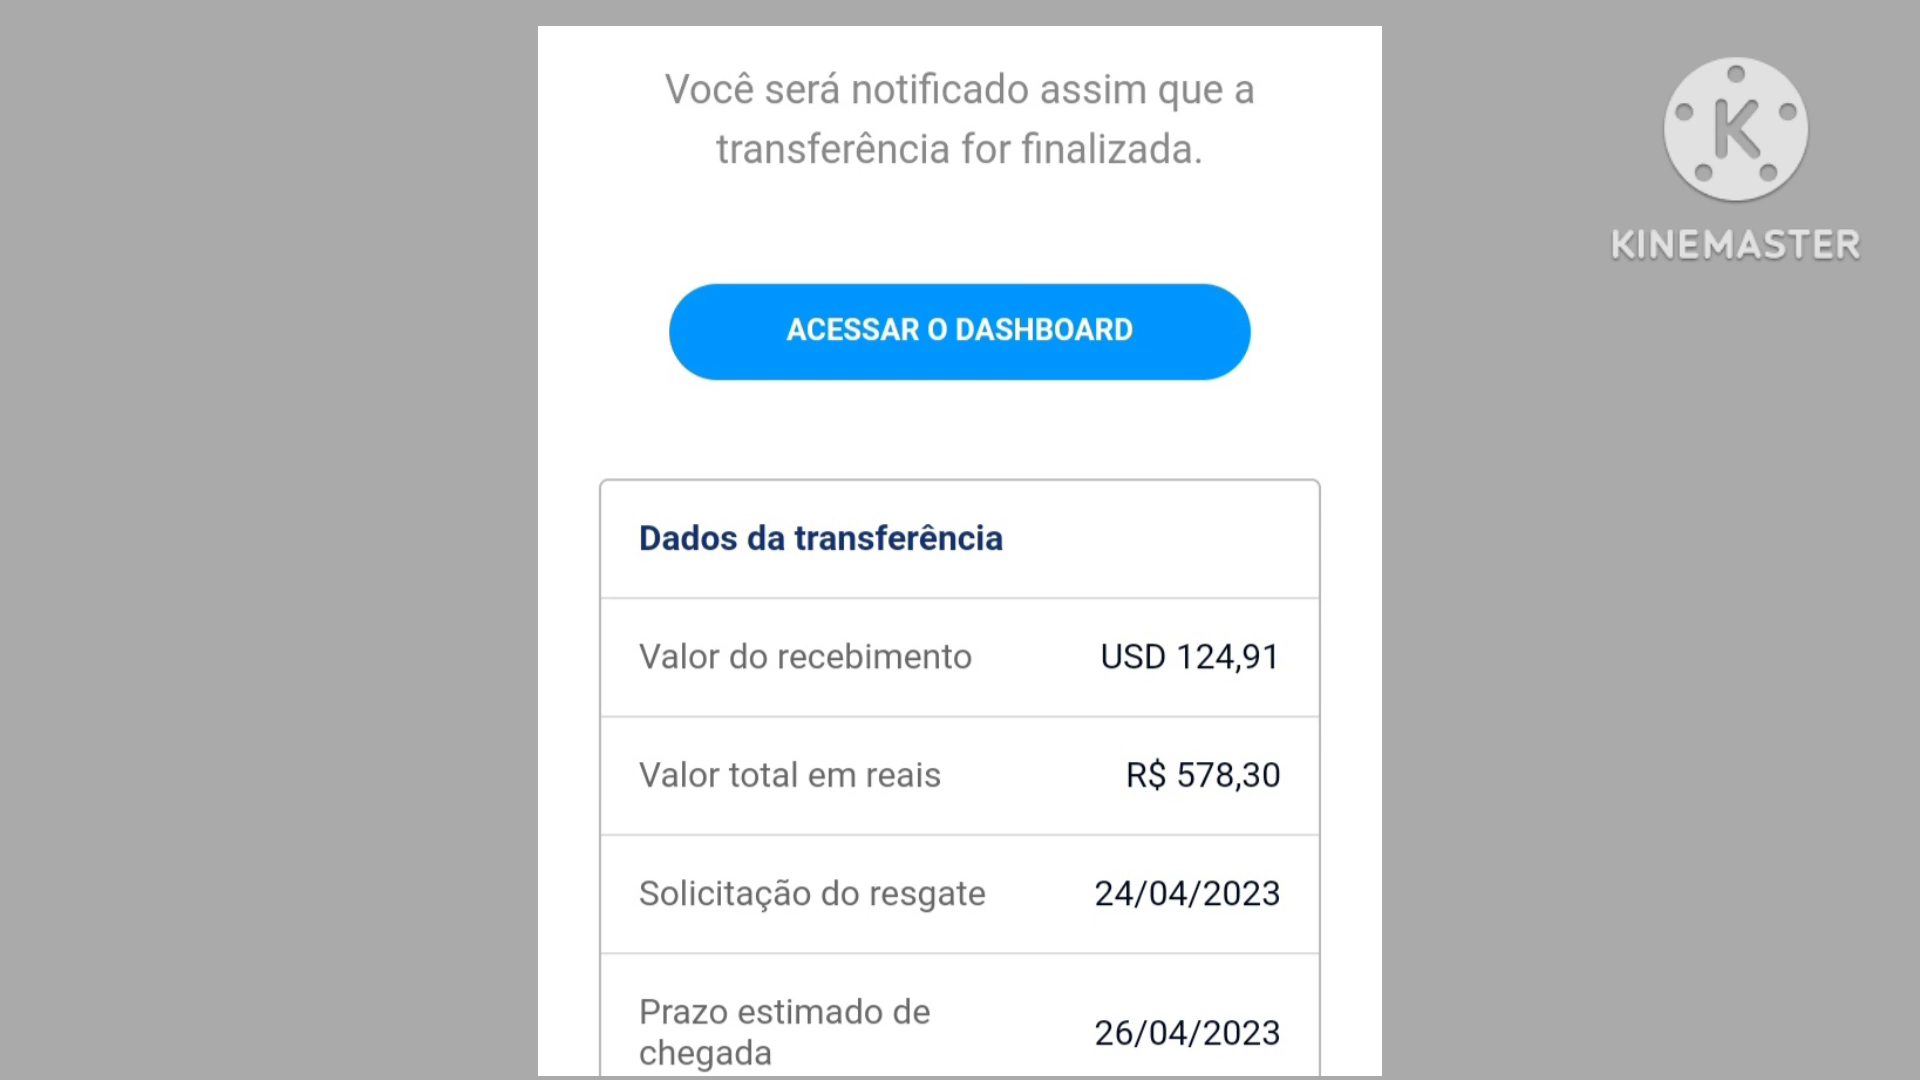 Você será notificado assim que a
transferência for finalizada.
K
KINEMASTER
ACESSAR O DASHBOARD
Dados da transferência
Valor do recebimento USD 124,91
Valor total em reais R$ 578,30
Solicitação do resgate 24/04/2023
Prazo estimado de
chegada 26/04/2023